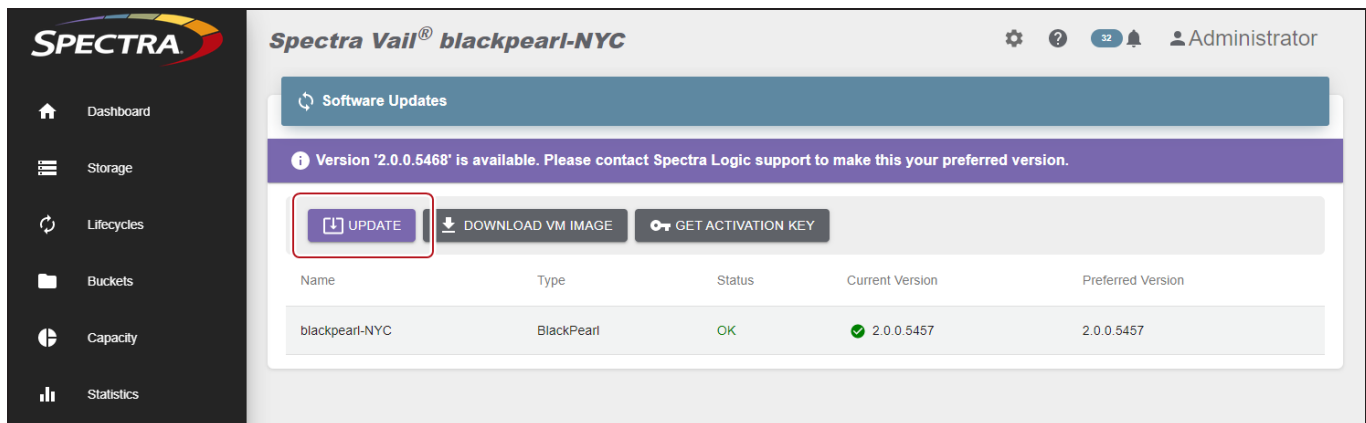 SPECTRA
Spectra Vail® blackpearl-NYC
32
Administrator
Dashboard
Storage
Lifecycles
Buckets
Capacity
Statistics
Software Updates
Version '2.0.0.5468' is available. Please contact Spectra Logic support to make this your preferred version.
UPDATE
DOWNLOAD VM IMAGE
GET ACTIVATION KEY
Name Type Status Current Version Preferred Version
blackpearl-NYC BlackPearl OK 2.0.0.5457 2.0.0.5457